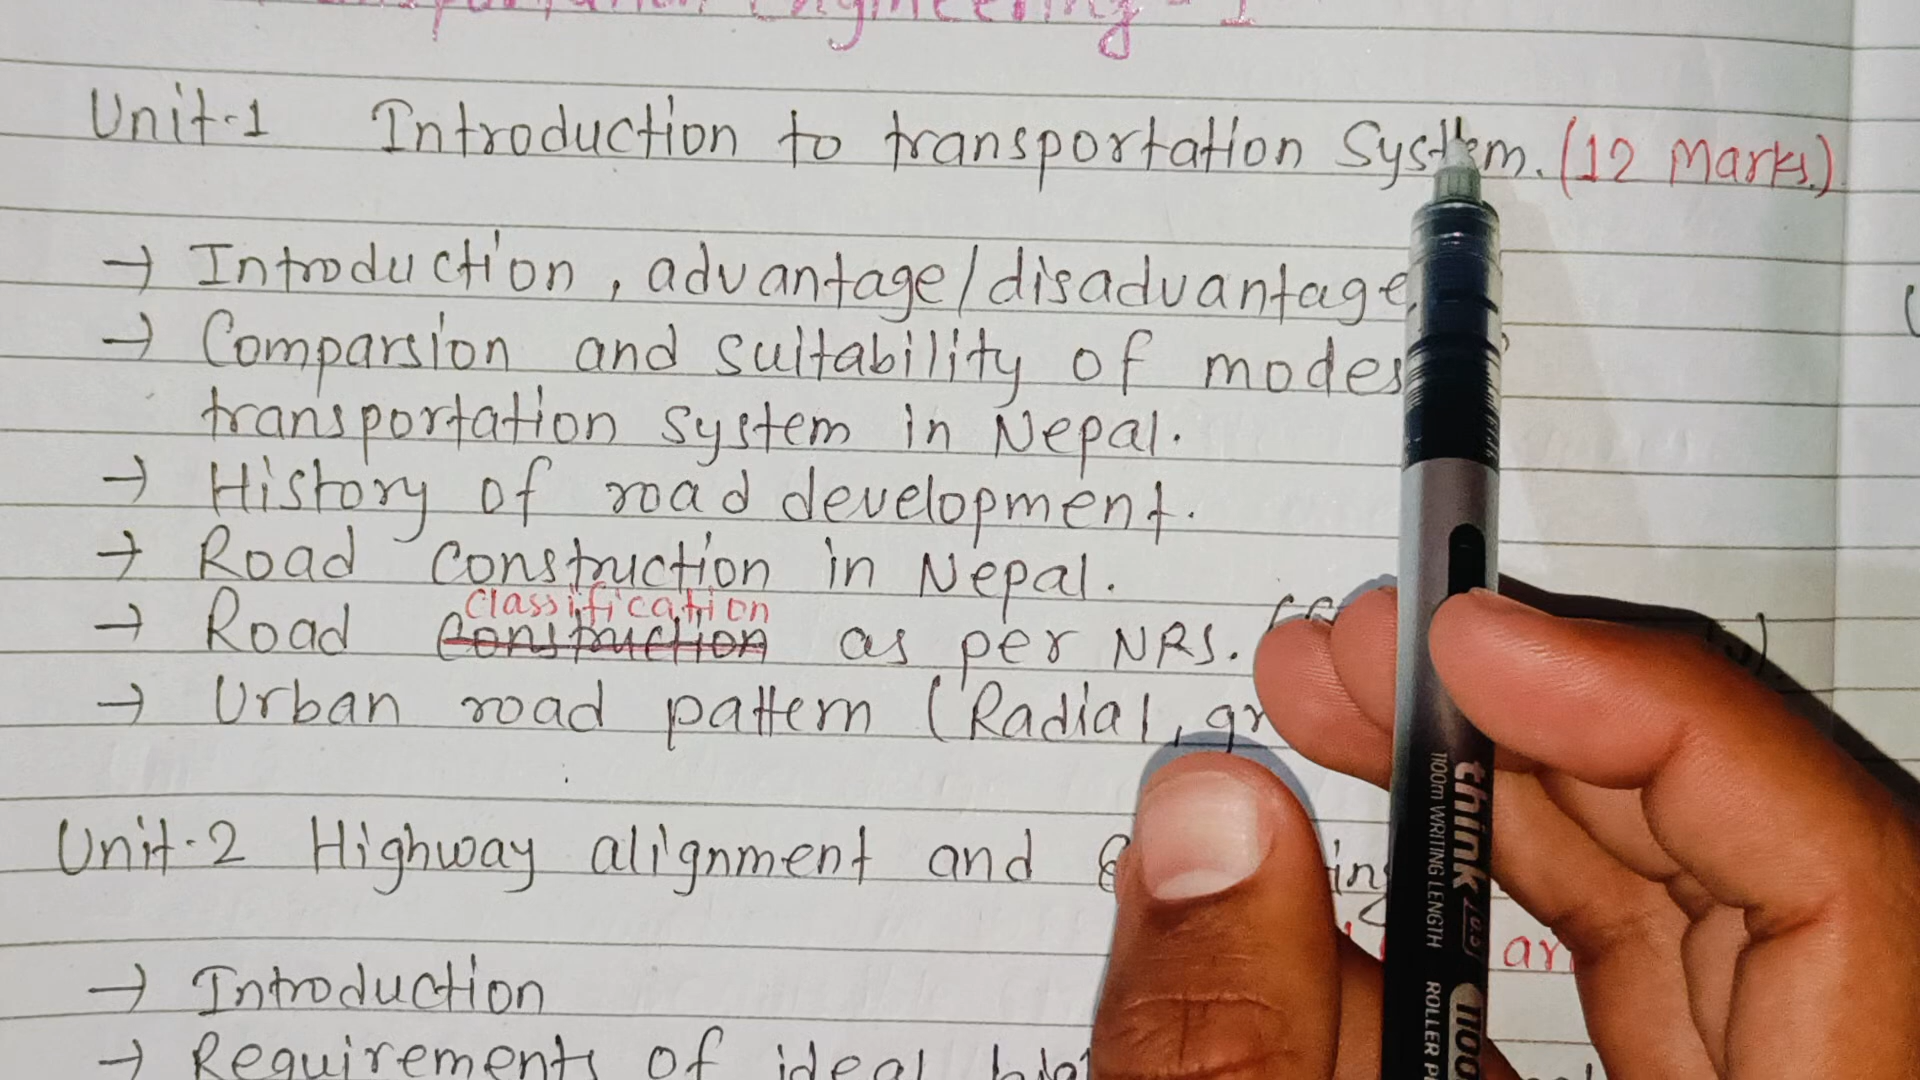 Engineering - I
Unit-1 Introduction to transportation System. (12 Marks.)
→ Introduction, advantage/disadvantage
→ Comparsion and suitability of modes
transportation system in Nepal.
→ History of road development.
→ Road construction in Nepal.
Classification
→ Road construction as per NRS.
→ Urban road pattern (Radial, gr
Unit-2 Highway alignment and
→ Introduction
→ Requirements of ideal
think
1100m WRITING LENGTH
ROLLER